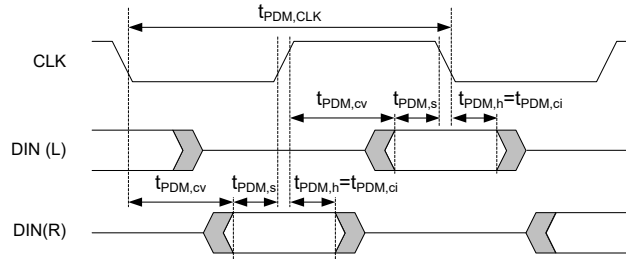 tPDM,CLK
CLK
tPDM,cv tPDM,s tPDM,h=tPDM,ci
DIN (L)
tPDM,cv tPDM,s tPDM,h=tPDM,ci
DIN(R)